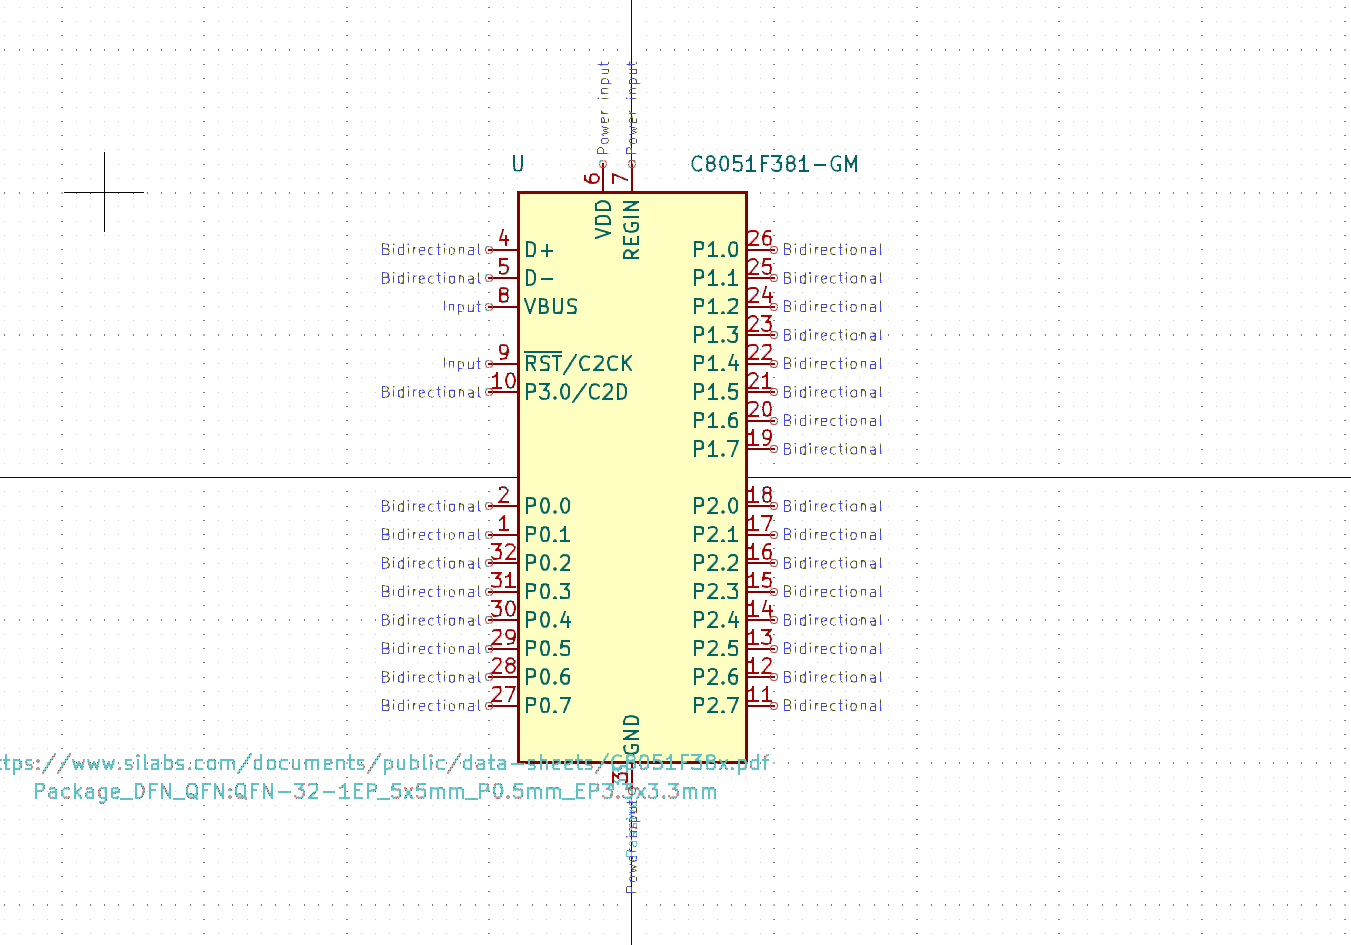 Power input
Power input
U
C8051F381-GM
6
7
VDD
REGIN
Bidirectional 4 D+
P1.0 26 Bidirectional
Bidirectional 5 D-
P1.1 25 Bidirectional
Input 8 VBUS
P1.2 24 Bidirectional
P1.3 23 Bidirectional
Input 9 RST/C2CK
P1.4 22 Bidirectional
Bidirectional 10 P3.0/C2D
P1.5 21 Bidirectional
P1.6 20 Bidirectional
P1.7 19 Bidirectional
Bidirectional 2 P0.0
P2.0 18 Bidirectional
Bidirectional 1 P0.1
P2.1 17 Bidirectional
Bidirectional 32 P0.2
P2.2 16 Bidirectional
Bidirectional 31 P0.3
P2.3 15 Bidirectional
Bidirectional 30 P0.4
P2.4 14 Bidirectional
Bidirectional 29 P0.5
P2.5 13 Bidirectional
Bidirectional 28 P0.6
P2.6 12 Bidirectional
Bidirectional 27 P0.7
P2.7 11 Bidirectional
GND
ttps://www.silabs.com/documents/public/data-sheets/C8051F38x.pdf
Package_DFN_QFN:QFN-32-1EP_5x5mm_P0.5mm_EP3.3x3.3mm
Power input